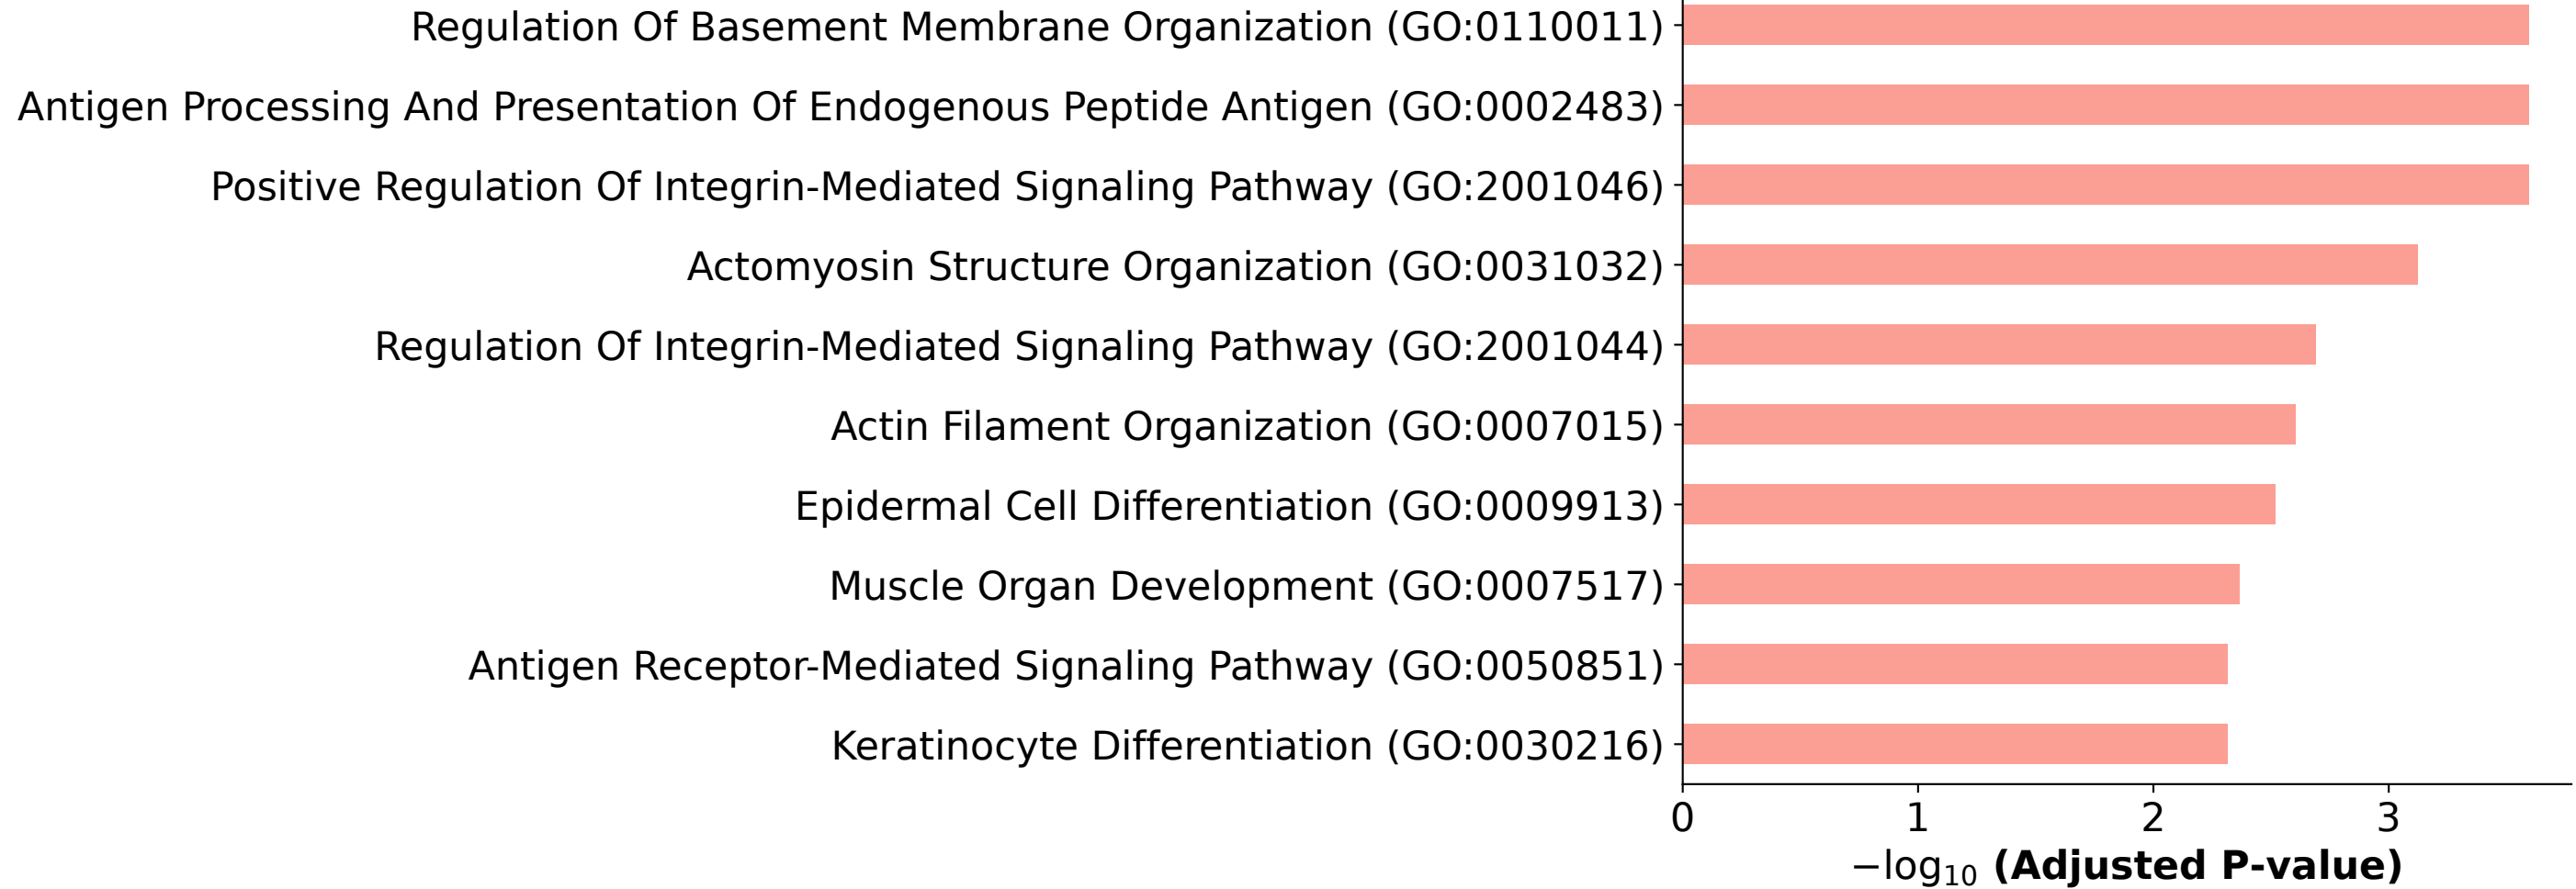 Regulation Of Basement Membrane Organization (GO:0110011)
Antigen Processing And Presentation Of Endogenous Peptide Antigen (GO:0002483)
Positive Regulation Of Integrin-Mediated Signaling Pathway (GO:2001046)
Actomyosin Structure Organization (GO:0031032)
Regulation Of Integrin-Mediated Signaling Pathway (GO:2001044)
Actin Filament Organization (GO:0007015)
Epidermal Cell Differentiation (GO:0009913)
Muscle Organ Development (GO:0007517)
Antigen Receptor-Mediated Signaling Pathway (GO:0050851)
Keratinocyte Differentiation (GO:0030216)
0 1 2 3
−log₁₀ (Adjusted P-value)